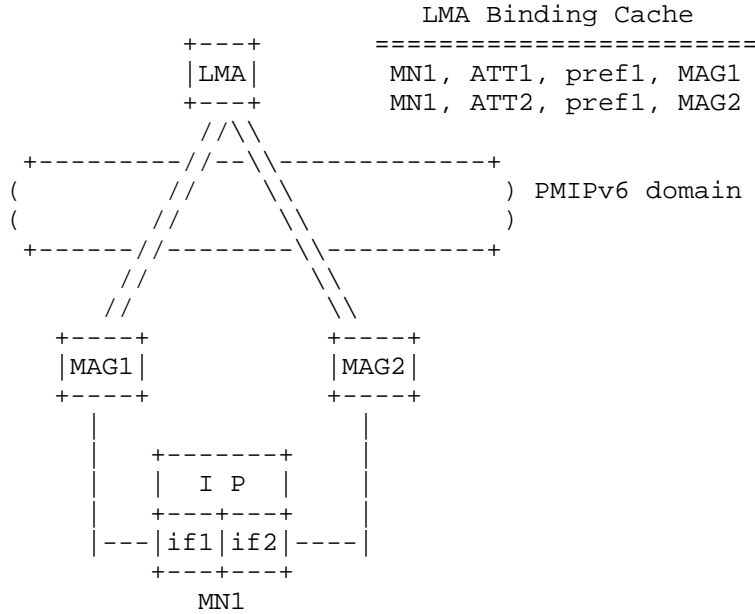 LMA Binding Cache
+---+ ========================
|LMA| MN1, ATT1, pref1, MAG1
+---+ MN1, ATT2, pref1, MAG2
//\\
+---------//--\\-------------+
( // \\ ) PMIPv6 domain
( // \\ )
+------//--------\\----------+
// \\
// \\
+----+ +----+
|MAG1| |MAG2|
+----+ +----+
| |
| +-------+ |
| | I P | |
| +---+---+ |
|---|if1|if2|----|
+---+---+
MN1